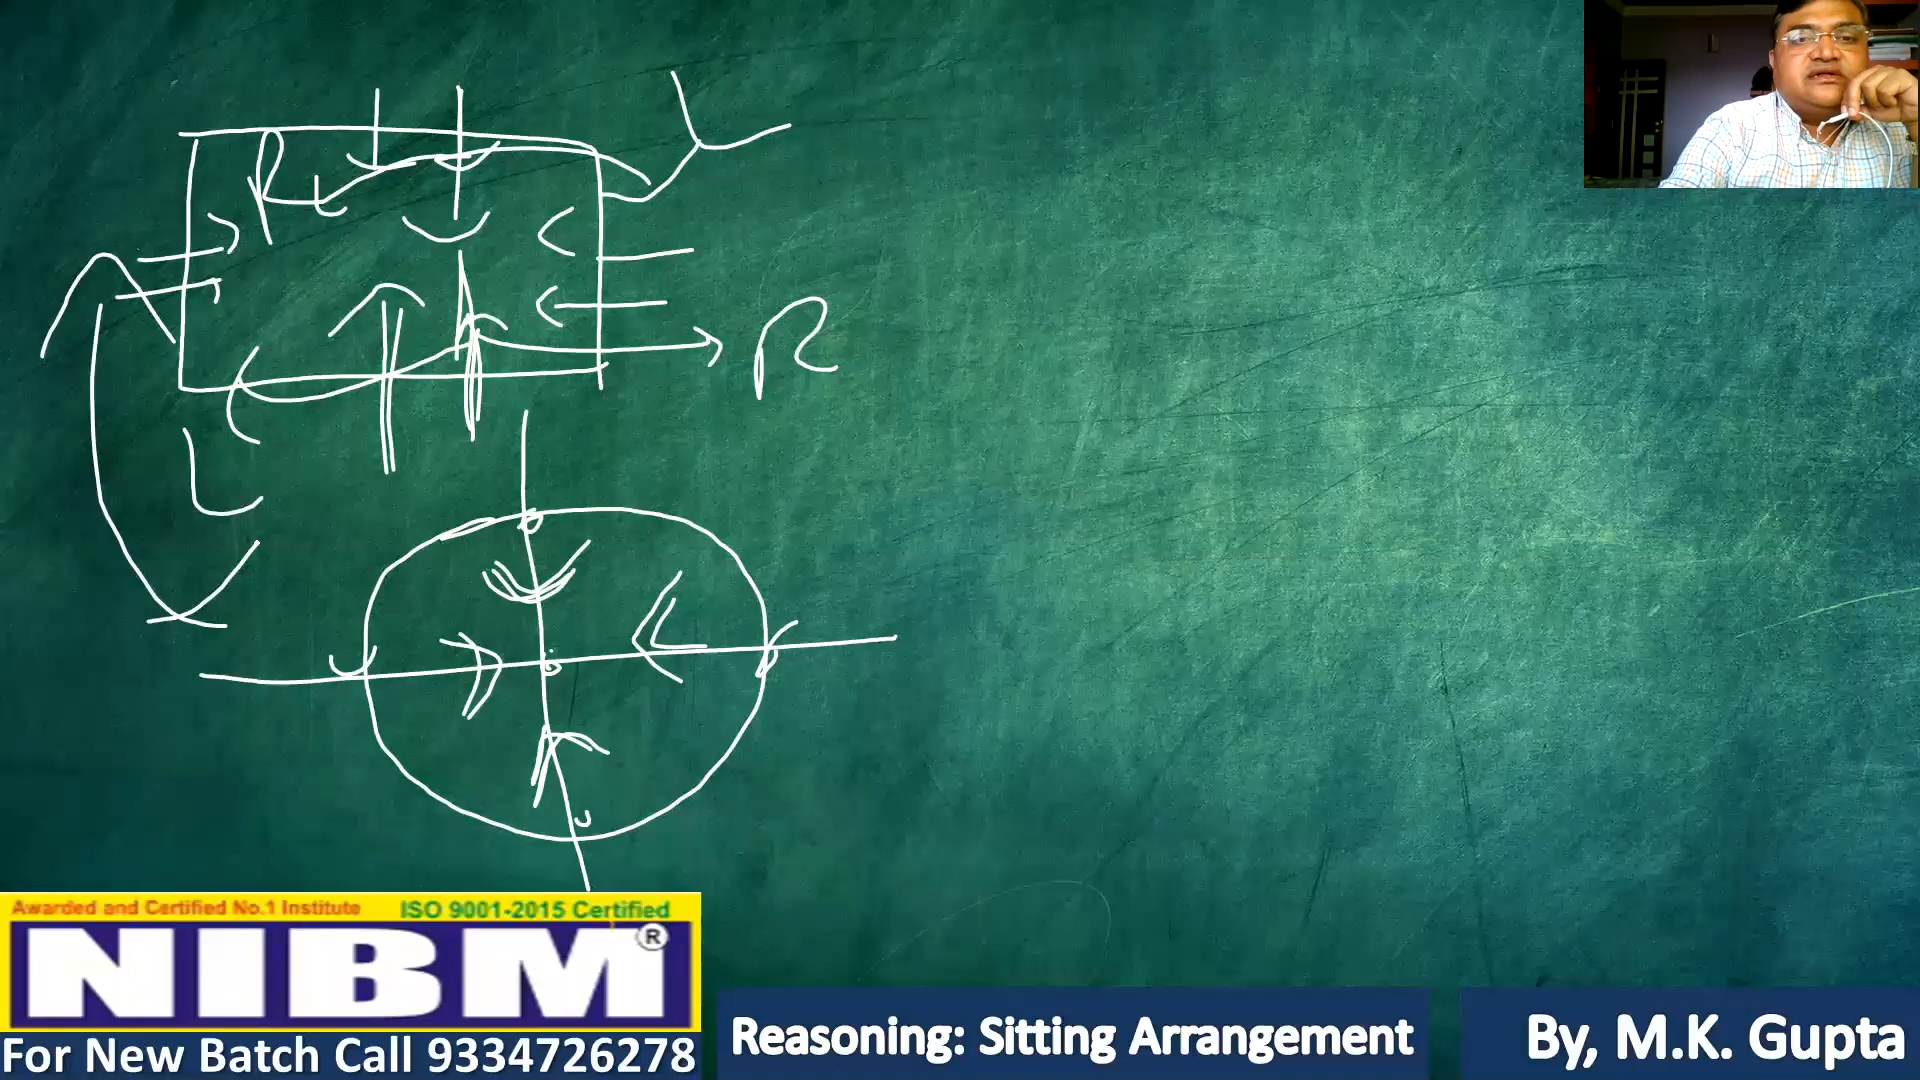 R
L
L
R
Awarded and Certified No.1 Institute
ISO 9001-2015 Certified
NIBM®
For New Batch Call 9334726278
Reasoning: Sitting Arrangement
By, M.K. Gupta